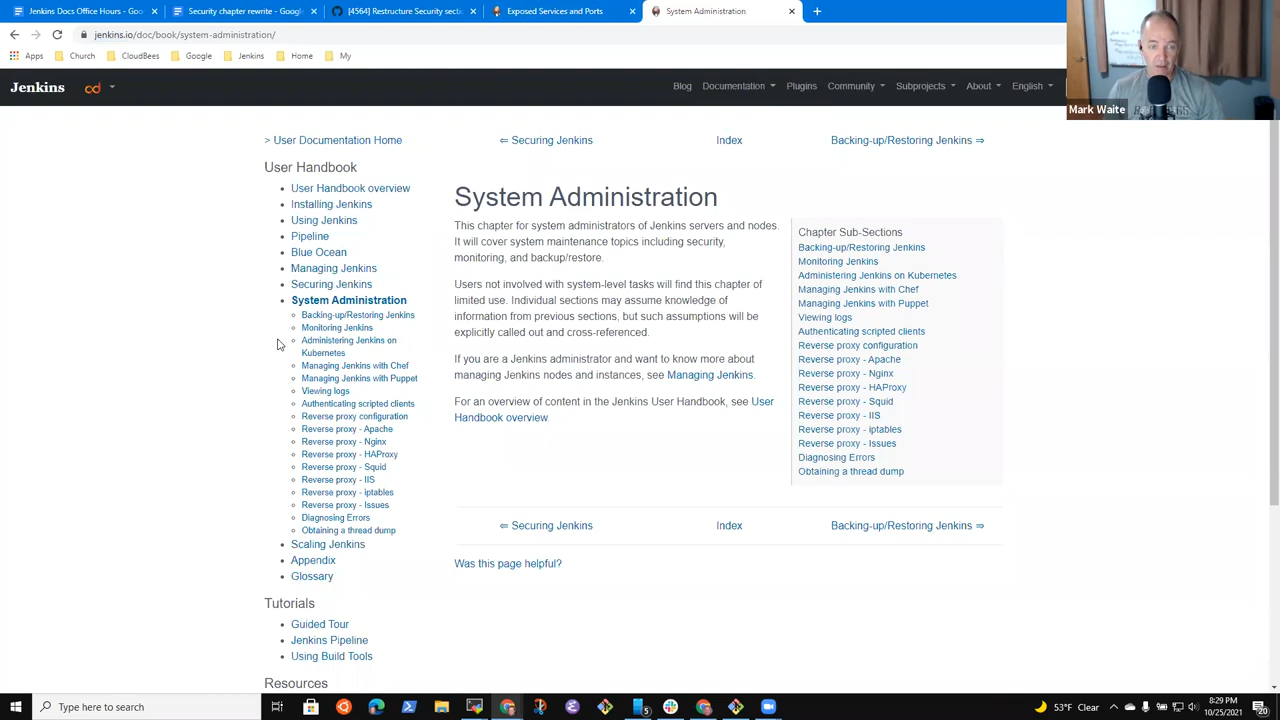 Jenkins Docs Office Hours - Goo
Security chapter rewrite - Google
[4564] Restructure Security secti
Exposed Services and Ports
System Administration
jenkins.io/doc/book/system-administration/
Apps
Church
CloudBees
Google
Jenkins
Home
My
Mark Waite
Jenkins
Blog
Documentation
Plugins
Community
Subprojects
About
English
> User Documentation Home
⇐ Securing Jenkins
Index
Backing-up/Restoring Jenkins ⇒
User Handbook
User Handbook overview
Installing Jenkins
Using Jenkins
Pipeline
Blue Ocean
Managing Jenkins
Securing Jenkins
System Administration
Backing-up/Restoring Jenkins
Monitoring Jenkins
Administering Jenkins on
Kubernetes
Managing Jenkins with Chef
Managing Jenkins with Puppet
Viewing logs
Authenticating scripted clients
Reverse proxy configuration
Reverse proxy - Apache
Reverse proxy - Nginx
Reverse proxy - HAProxy
Reverse proxy - Squid
Reverse proxy - IIS
Reverse proxy - iptables
Reverse proxy - Issues
Diagnosing Errors
Obtaining a thread dump
Scaling Jenkins
Appendix
Glossary
Tutorials
Guided Tour
Jenkins Pipeline
Using Build Tools
Resources
System Administration
This chapter for system administrators of Jenkins servers and nodes.
It will cover system maintenance topics including security,
monitoring, and backup/restore.
Users not involved with system-level tasks will find this chapter of
limited use. Individual sections may assume knowledge of
information from previous sections, but such assumptions will be
explicitly called out and cross-referenced.
If you are a Jenkins administrator and want to know more about
managing Jenkins nodes and instances, see Managing Jenkins.
For an overview of content in the Jenkins User Handbook, see User
Handbook overview.
Chapter Sub-Sections
Backing-up/Restoring Jenkins
Monitoring Jenkins
Administering Jenkins on Kubernetes
Managing Jenkins with Chef
Managing Jenkins with Puppet
Viewing logs
Authenticating scripted clients
Reverse proxy configuration
Reverse proxy - Apache
Reverse proxy - Nginx
Reverse proxy - HAProxy
Reverse proxy - Squid
Reverse proxy - IIS
Reverse proxy - iptables
Reverse proxy - Issues
Diagnosing Errors
Obtaining a thread dump
⇐ Securing Jenkins
Index
Backing-up/Restoring Jenkins ⇒
Was this page helpful?
Type here to search
5
53°F Clear
8:29 PM
10/25/2021
20